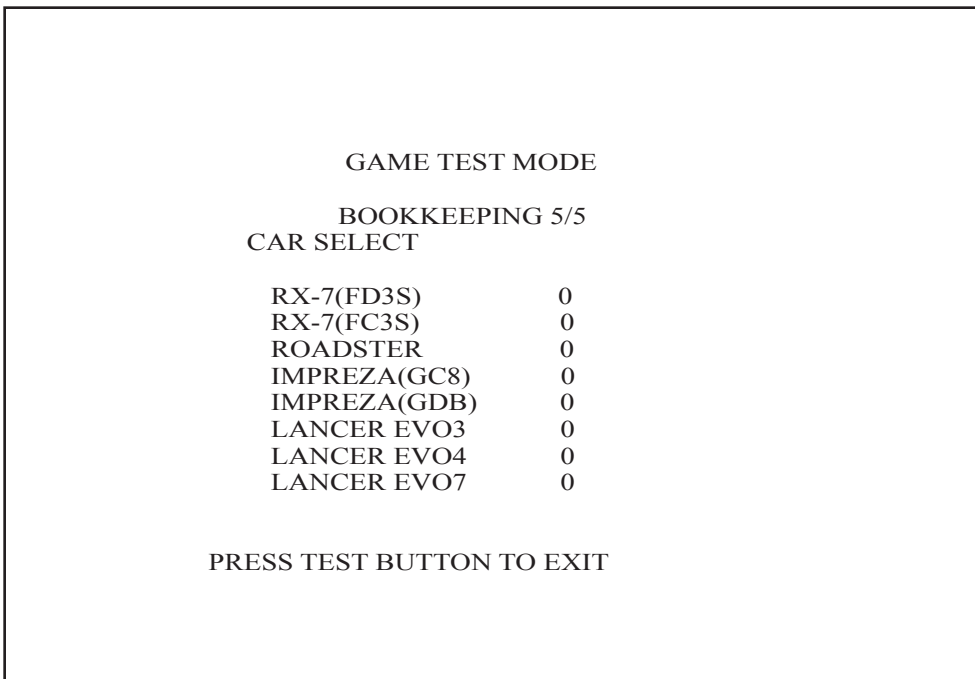 GAME TEST MODE
BOOKKEEPING 5/5
CAR SELECT
RX-7(FD3S) 0
RX-7(FC3S) 0
ROADSTER 0
IMPREZA(GC8) 0
IMPREZA(GDB) 0
LANCER EVO3 0
LANCER EVO4 0
LANCER EVO7 0
PRESS TEST BUTTON TO EXIT